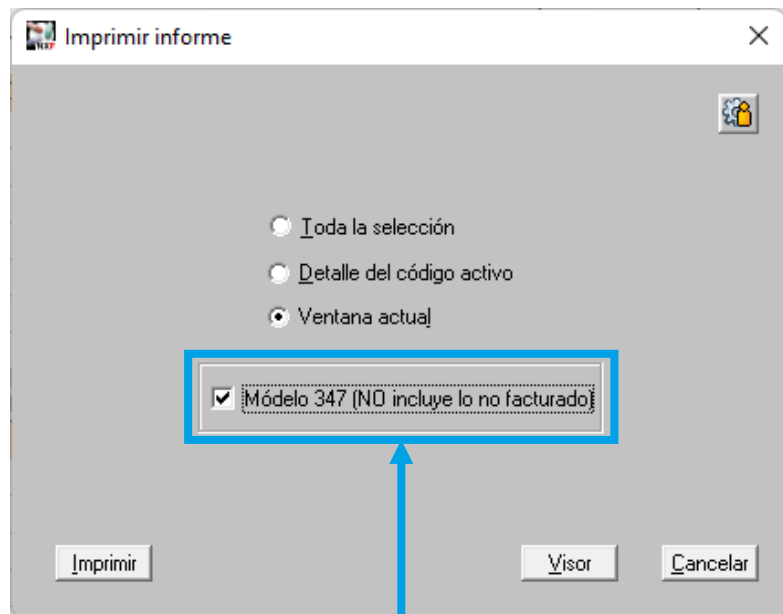 Imprimir informe
Toda la selección
Detalle del código activo
Ventana actual
Módelo 347 (NO incluye lo no facturado)
Imprimir Visor Cancelar